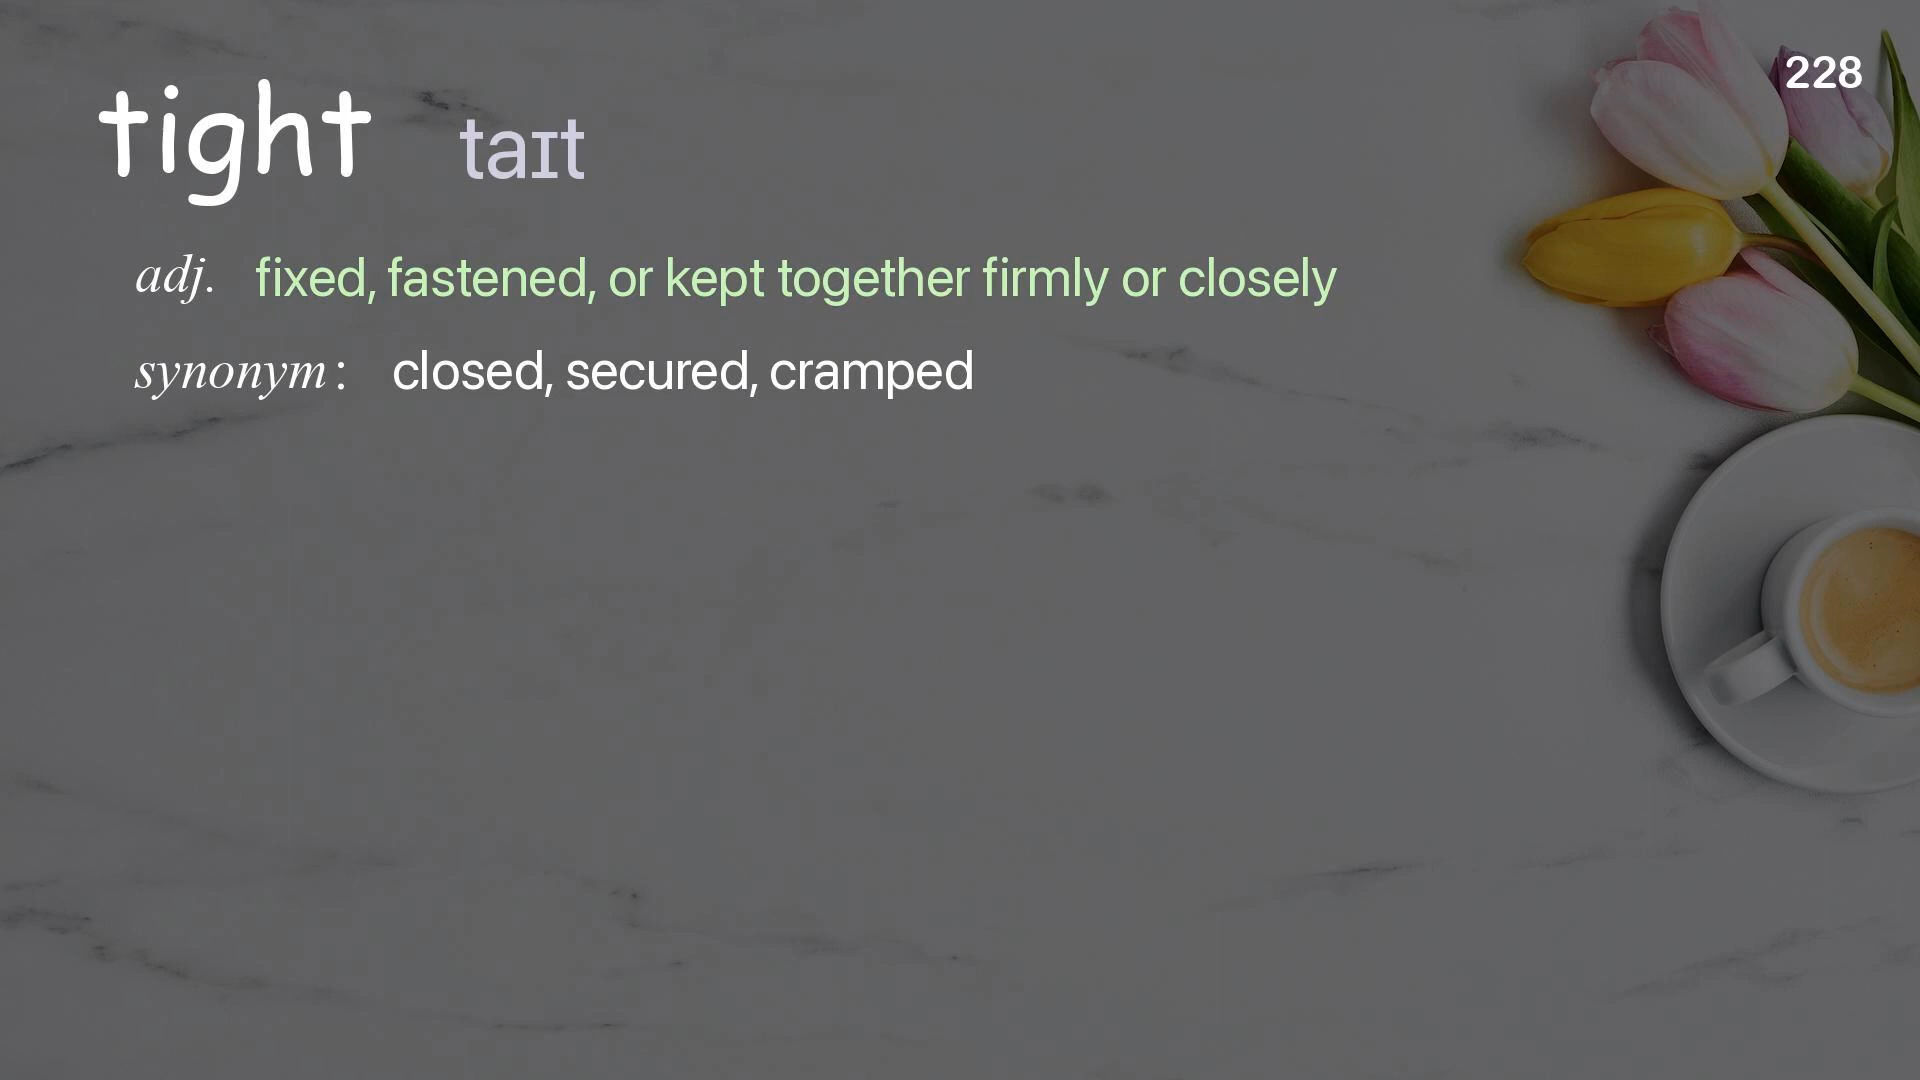 228
tight taɪt
adj. fixed, fastened, or kept together firmly or closely
synonym: closed, secured, cramped